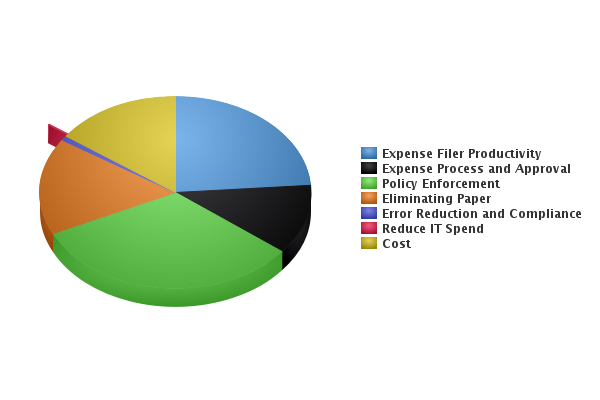 Expense Filer Productivity
Expense Process and Approval
Policy Enforcement
Eliminating Paper
Error Reduction and Compliance
Reduce IT Spend
Cost